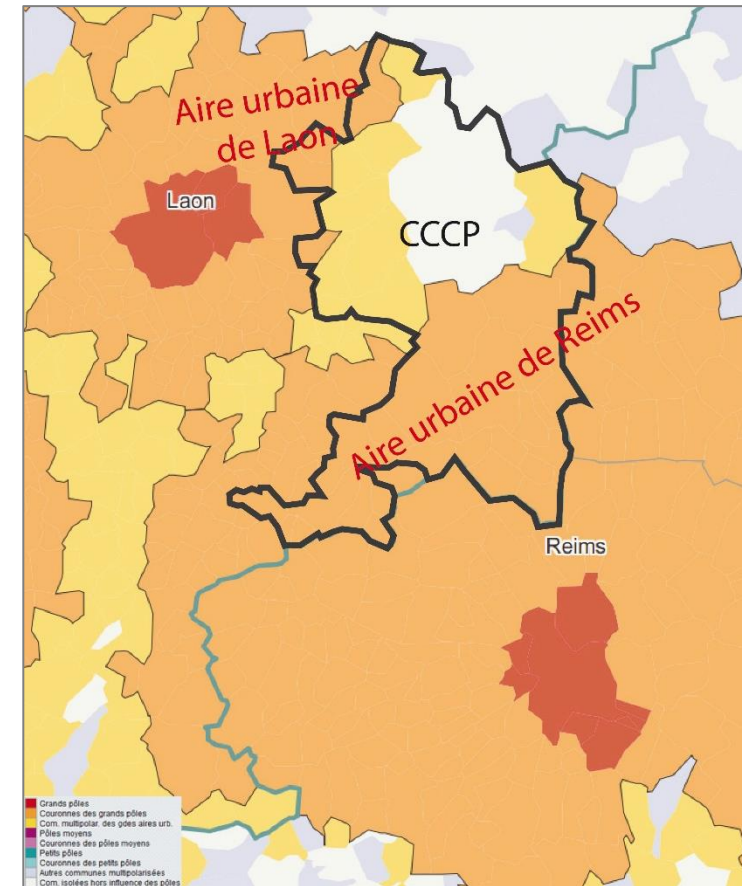 Aire urbaine
de Laon
Laon
CCCP
Aire urbaine de Reims
Reims
Grands pôles
Couronnes des grands pôles
Com. multipolar. des gdes aires urb.
Pôles moyens
Couronnes des pôles moyens
Petits pôles
Couronnes des petits pôles
Autres communes multipolarisées
Com. isolées hors influence des pôles